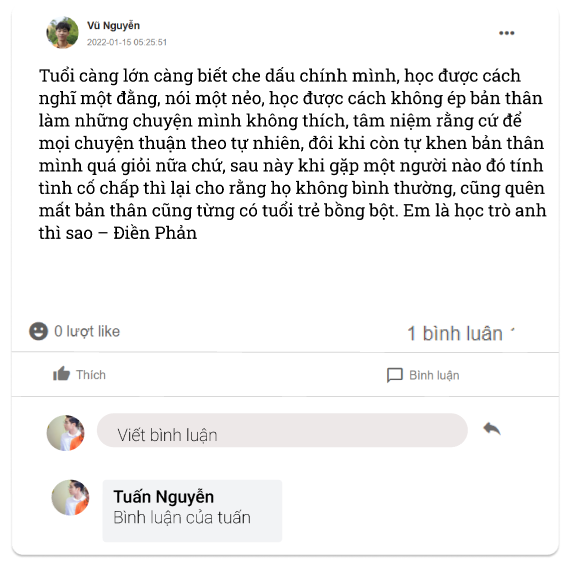 Vũ Nguyễn
2022-01-15 05:25:51
Tuổi càng lớn càng biết che dấu chính mình, học được cách
nghĩ một đằng, nói một nẻo, học được cách không ép bản thân
làm những chuyện mình không thích, tâm niệm rằng cứ để
mọi chuyện thuận theo tự nhiên, đôi khi còn tự khen bản thân
mình quá giỏi nữa chứ, sau này khi gặp một người nào đó tính
tình cố chấp thì lại cho rằng họ không bình thường, cũng quên
mất bản thân cũng từng có tuổi trẻ bồng bột. Em là học trò anh
thì sao – Điền Phản
0 lượt like
1 bình luân
Thích
Bình luận
Viết bình luận
Tuấn Nguyễn
Bình luận của tuấn